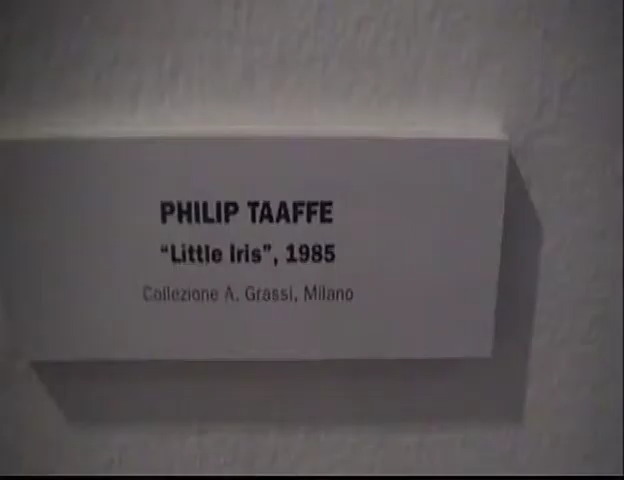 PHILIP TAAFFE
“Little Iris”, 1985
Collezione A. Grassi, Milano